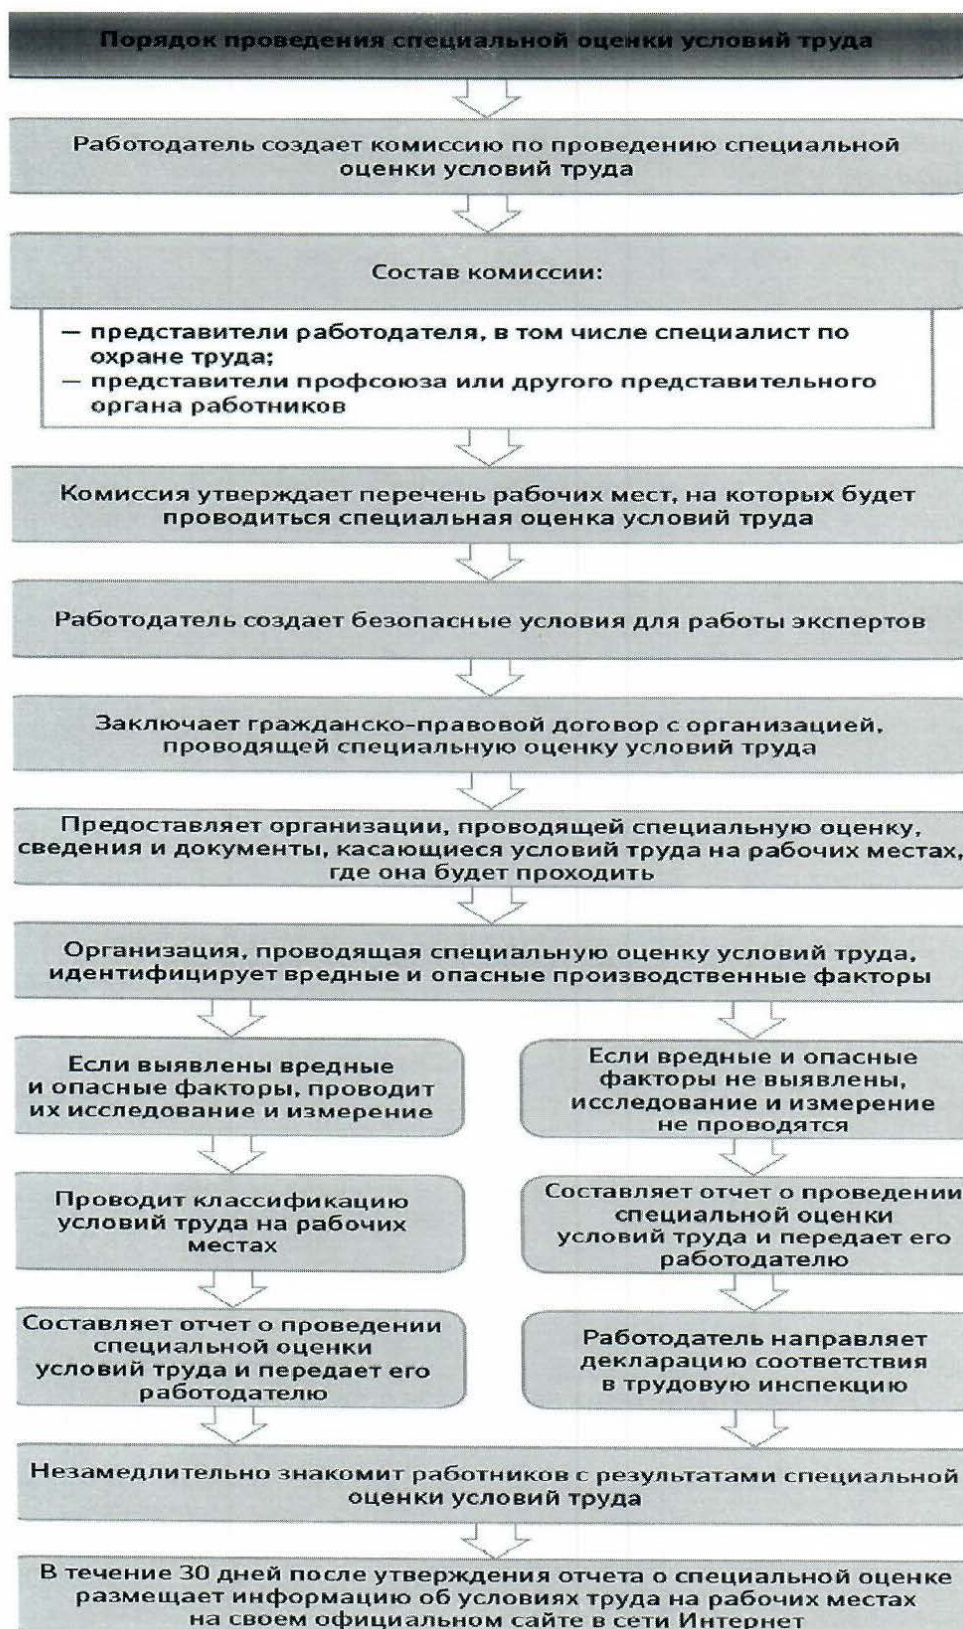 Порядок проведения специальной оценки условий труда
Работодатель создает комиссию по проведению специальной
оценки условий труда
Состав комиссии:
— представители работодателя, в том числе специалист по
охране труда;
— представители профсоюза или другого представительного
органа работников
Комиссия утверждает перечень рабочих мест, на которых будет
проводиться специальная оценка условий труда
Работодатель создает безопасные условия для работы экспертов
Заключает гражданско-правовой договор с организацией,
проводящей специальную оценку условий труда
Предоставляет организации, проводящей специальную оценку,
сведения и документы, касающиеся условий труда на рабочих местах,
где она будет проходить
Организация, проводящая специальную оценку условий труда,
идентифицирует вредные и опасные производственные факторы
Если выявлены вредные
и опасные факторы, проводит
их исследование и измерение
Проводит классификацию
условий труда на рабочих
местах
Составляет отчет о проведении
специальной оценки
условий труда и передает его
работодателю
Если вредные и опасные
факторы не выявлены,
исследование и измерение
не проводятся
Составляет отчет о проведении
специальной оценки
условий труда и передает его
работодателю
Работодатель направляет
декларацию соответствия
в трудовую инспекцию
Незамедлительно знакомит работников с результатами специальной
оценки условий труда
В течение 30 дней после утверждения отчета о специальной оценке
размещает информацию об условиях труда на рабочих местах
на своем официальном сайте в сети Интернет